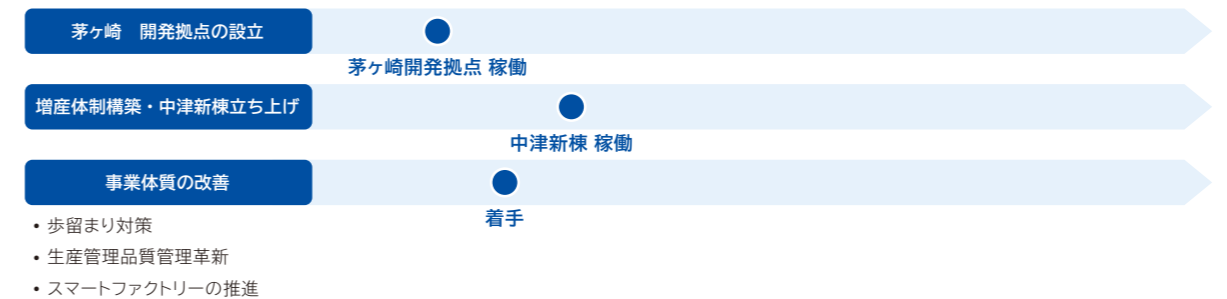 茅ヶ崎　開発拠点の設立
茅ヶ崎開発拠点 稼働
増産体制構築・中津新棟立ち上げ
中津新棟 稼働
事業体質の改善
着手
• 歩留まり対策
• 生産管理品質管理革新
• スマートファクトリーの推進